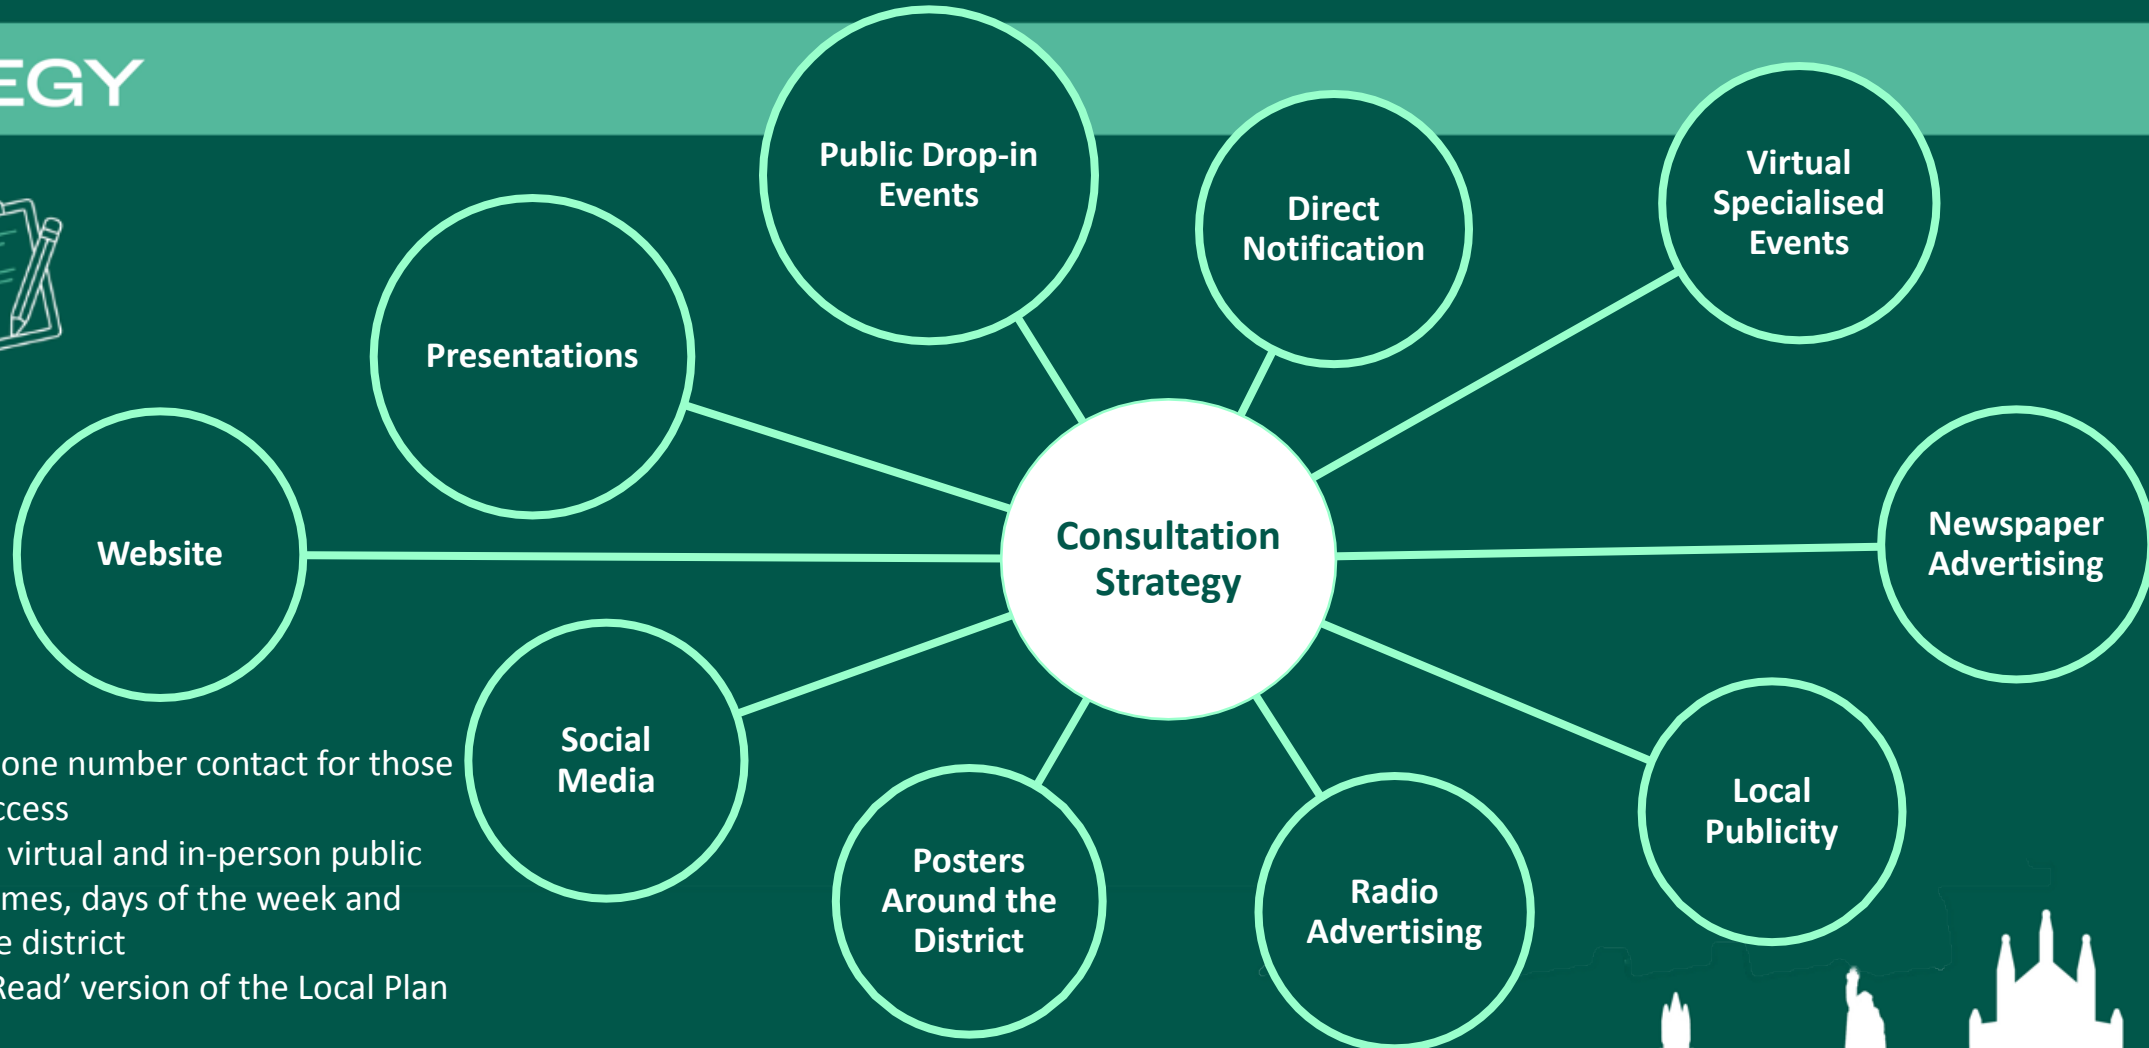 EGY
Public Drop-in
Events
Direct
Notification
Virtual
Specialised
Events
Presentations
Website
Consultation
Strategy
Newspaper
Advertising
Social
Media
Posters
Around the
District
Radio
Advertising
Local
Publicity
one number contact for those
ccess
virtual and in-person public
mes, days of the week and
e district
Read’ version of the Local Plan